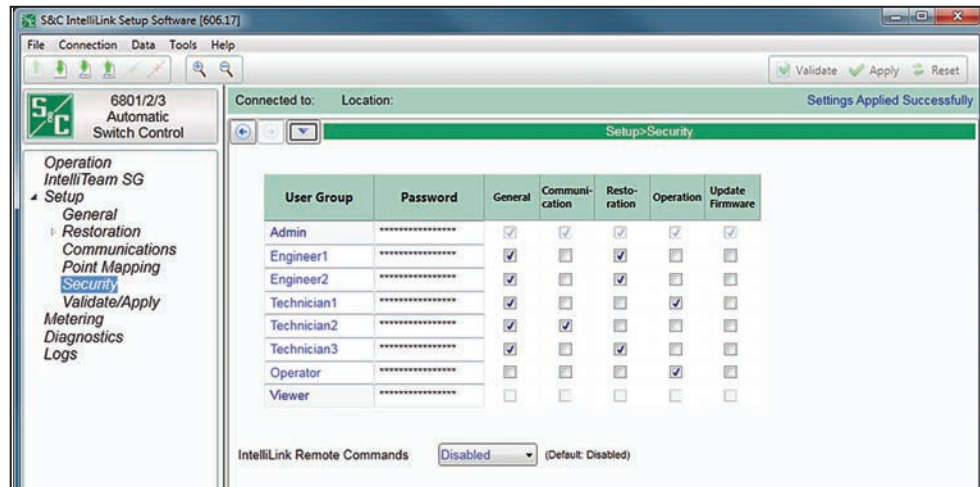 S&C IntelliLink Setup Software [606.17]
File Connection Data Tools Help
Validate Apply Reset
S&C
6801/2/3
Automatic
Switch Control
Connected to: Location: Settings Applied Successfully
Setup>Security
Operation
IntelliTeam SG
Setup
General
Restoration
Communications
Point Mapping
Security
Validate/Apply
Metering
Diagnostics
Logs
User Group Password General Communi-cation Resto-ration Operation Update Firmware
Admin ****************
Engineer1 ****************
Engineer2 ****************
Technician1 ****************
Technician2 ****************
Technician3 ****************
Operator ****************
Viewer ****************
IntelliLink Remote Commands Disabled (Default: Disabled)